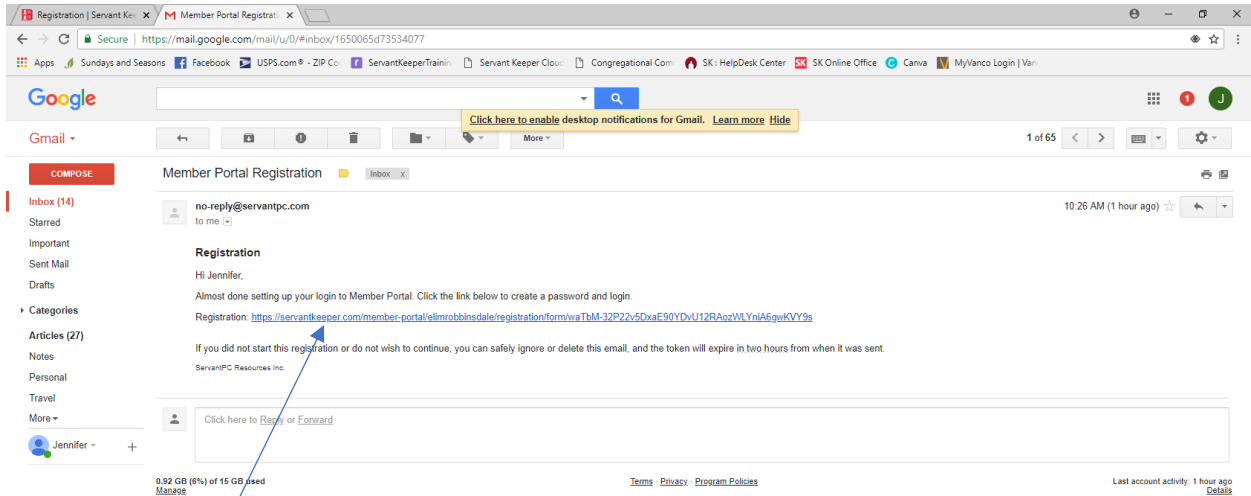 Registration | Servant Kee
Member Portal Registrati
Secure | https://mail.google.com/mail/u/0/#inbox/1650065d73534077
Apps Sundays and Seasons Facebook USPS.com® - ZIP Co ServantKeeperTrainin Servant Keeper Cloud Congregational Com SK : HelpDesk Center SK SK Online Office Canva MyVanco Login | Van
Google
1 J
Click here to enable desktop notifications for Gmail. Learn more Hide
Gmail More 1 of 65
COMPOSE
Member Portal Registration Inbox x
Inbox (14)
Starred
Important
Sent Mail
Drafts
Categories
Articles (27)
Notes
Personal
Travel
More
Jennifer +
no-reply@servantpc.com 10:26 AM (1 hour ago)
to me
Registration
Hi Jennifer,
Almost done setting up your login to Member Portal. Click the link below to create a password and login.
Registration: https://servantkeeper.com/member-portal/elimrobbinsdale/registration/form/waTbM-32P22v5DxaE90YDvU12RAozWLYniA6gwKVY9s
If you did not start this registration or do not wish to continue, you can safely ignore or delete this email, and the token will expire in two hours from when it was sent.
ServantPC Resources Inc.
Click here to Reply or Forward
0.92 GB (6%) of 15 GB used
Manage
Terms - Privacy - Program Policies
Last account activity: 1 hour ago
Details